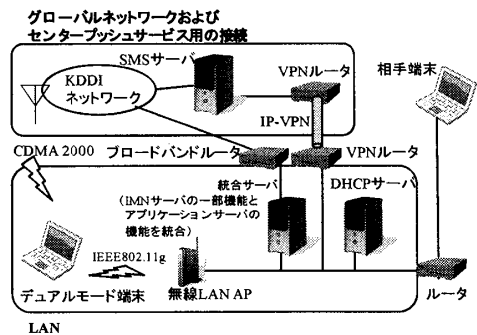 グローバルネットワークおよび
センタープッシュサービス用の接続
SMSサーバ
VPNルータ
相手端末
KDDI
ネットワーク
IP-VPN
CDMA 2000
ブロードバンドルータ
VPNルータ
統合サーバ
(IMNサーバの一部機能と
アプリケーションサーバの
機能を統合)
DHCPサーバ
IEEE802.11g
デュアルモード端末
無線LAN AP
ルータ
LAN